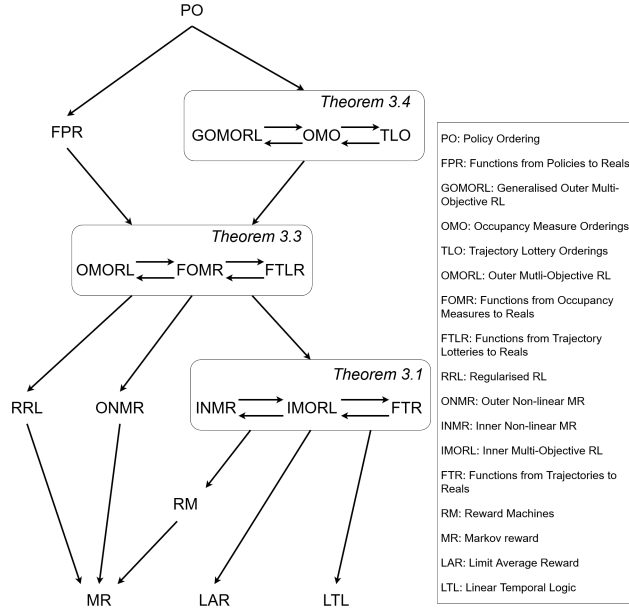 PO
Theorem 3.4
FPR
GOMORL OMO TLO
Theorem 3.3
OMORL FOMR FTLR
Theorem 3.1
RRL ONMR INMR IMORL FTR
RM
MR LAR LTL
PO: Policy Ordering
FPR: Functions from Policies to Reals
GOMORL: Generalised Outer Multi-
Objective RL
OMO: Occupancy Measure Orderings
TLO: Trajectory Lottery Orderings
OMORL: Outer Mutli-Objective RL
FOMR: Functions from Occupancy
Measures to Reals
FTLR: Functions from Trajectory
Lotteries to Reals
RRL: Regularised RL
ONMR: Outer Non-linear MR
INMR: Inner Non-linear MR
IMORL: Inner Multi-Objective RL
FTR: Functions from Trajectories to
Reals
RM: Reward Machines
MR: Markov reward
LAR: Limit Average Reward
LTL: Linear Temporal Logic